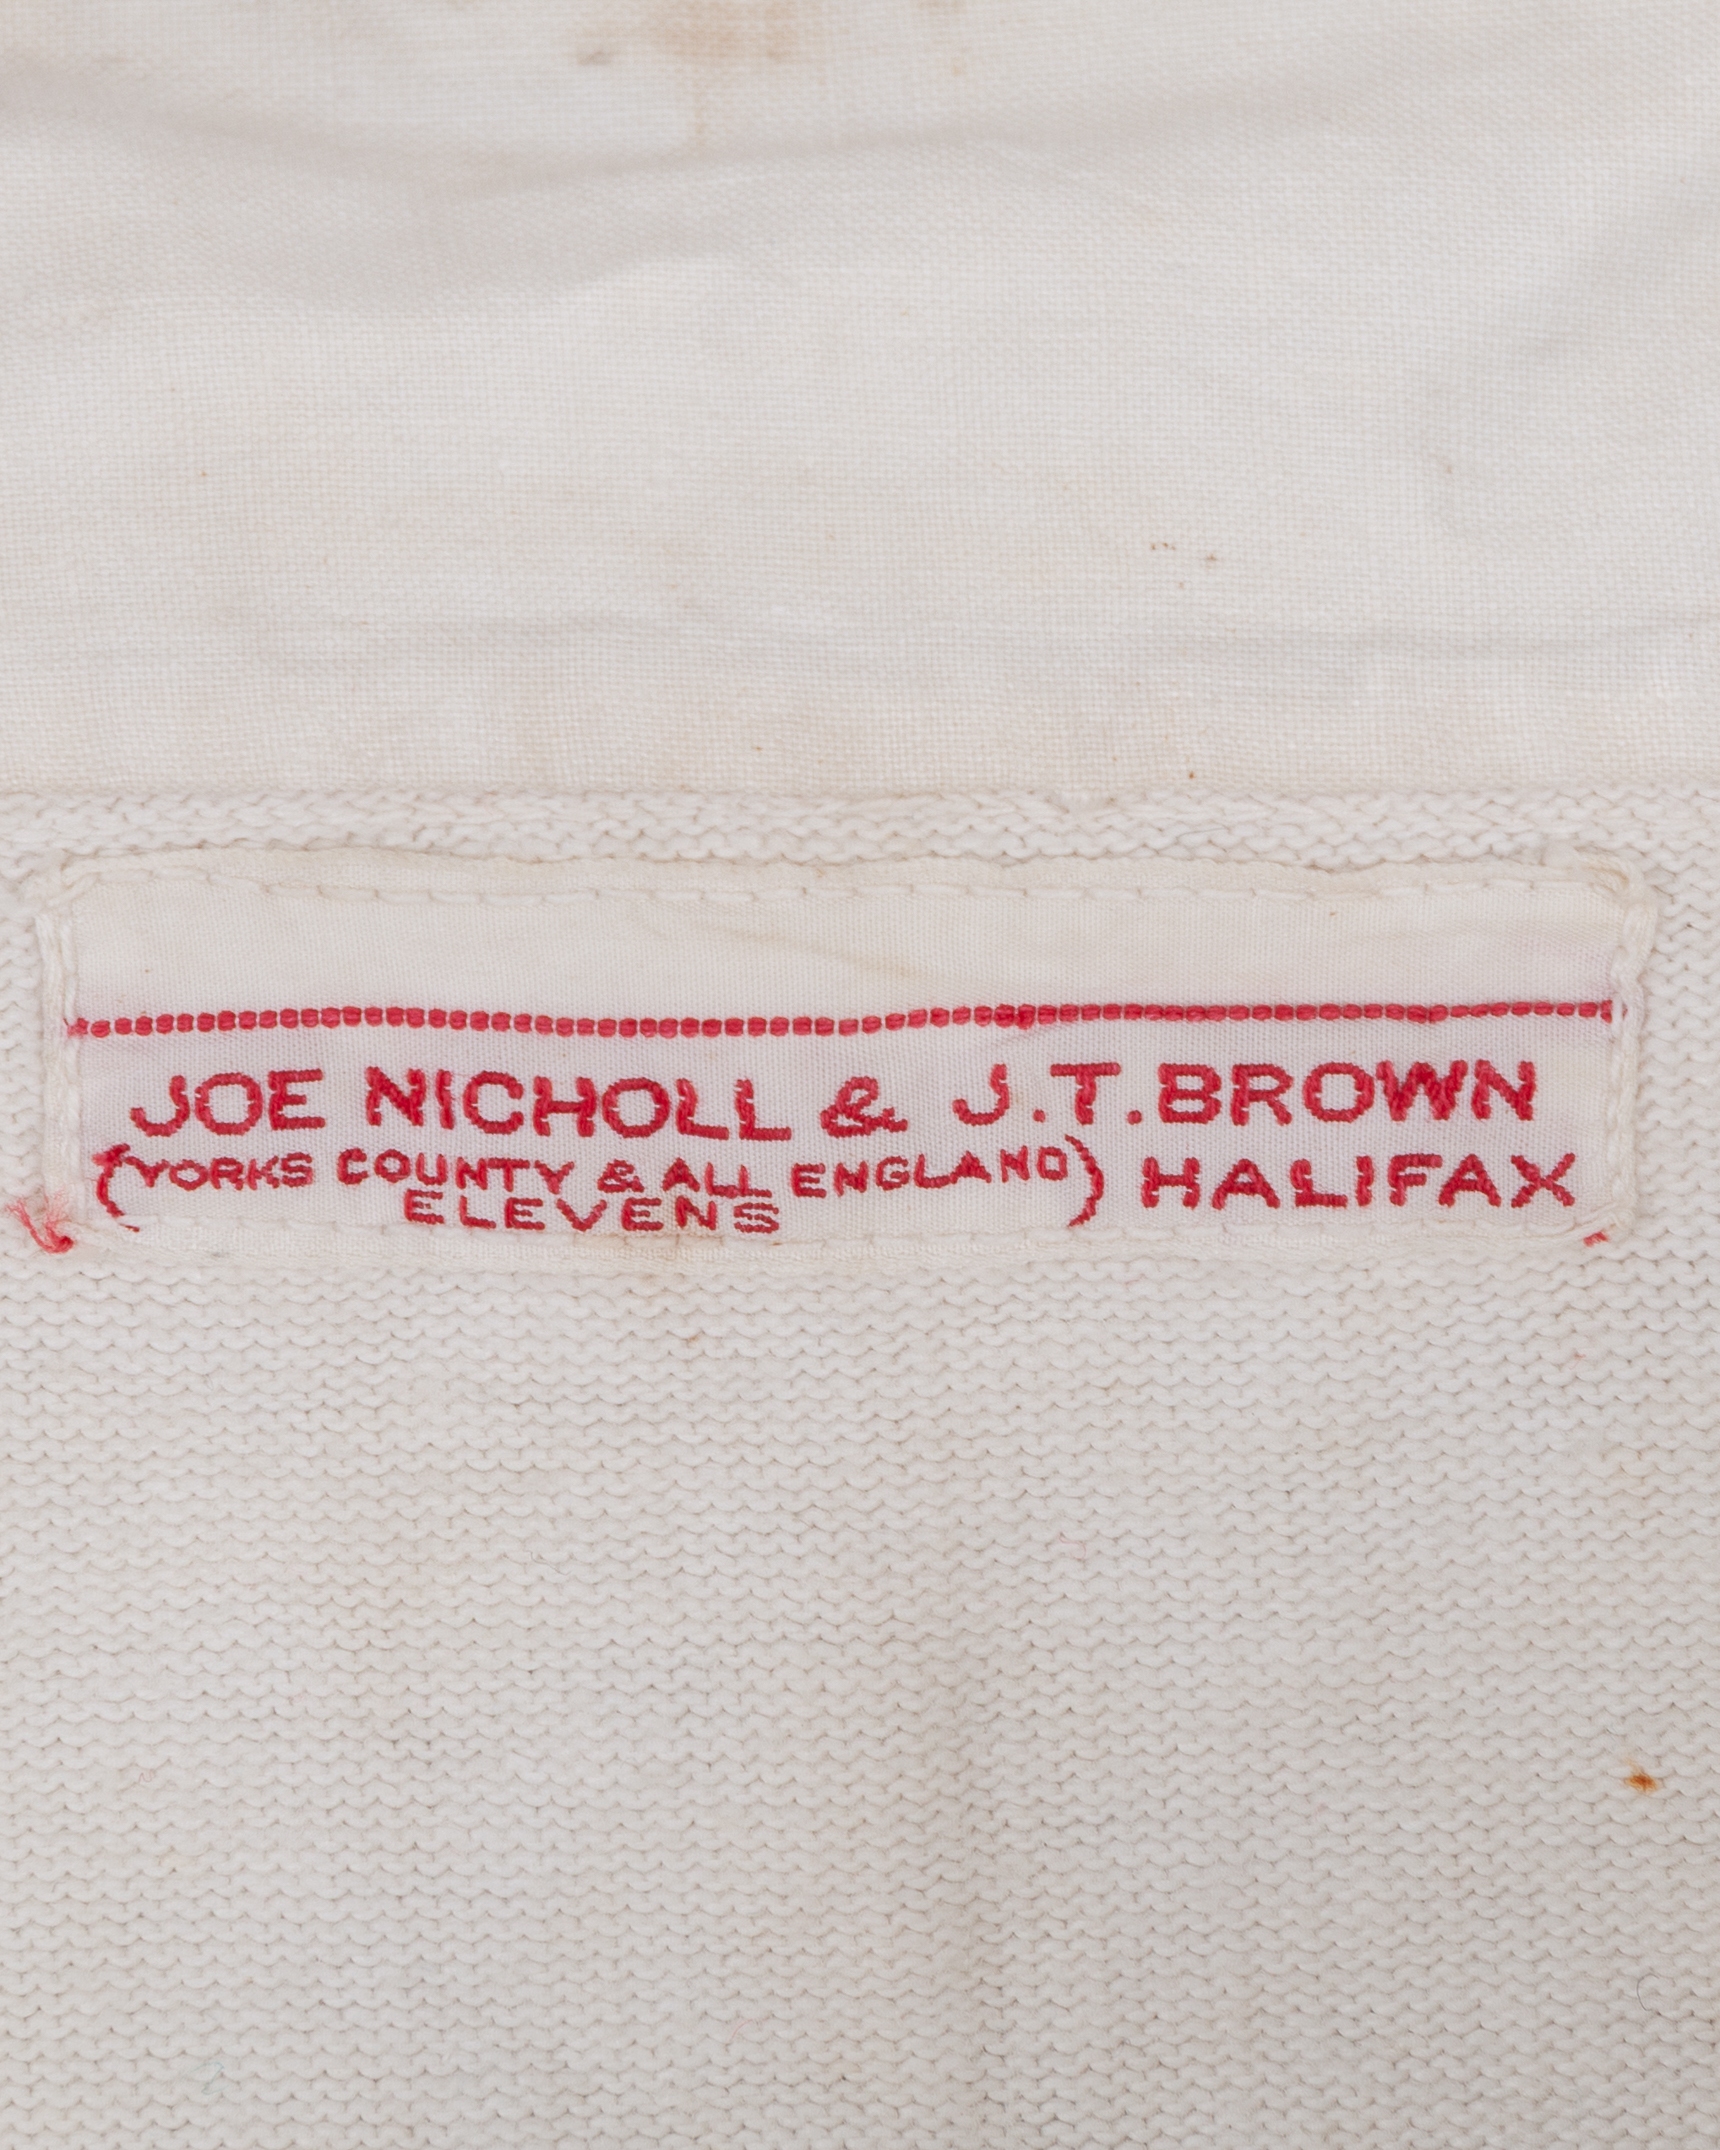 JOE NICHOLL & J.T.BROWN
(YORKS COUNTY & ALL ENGLAND) HALIFAX
ELEVENS